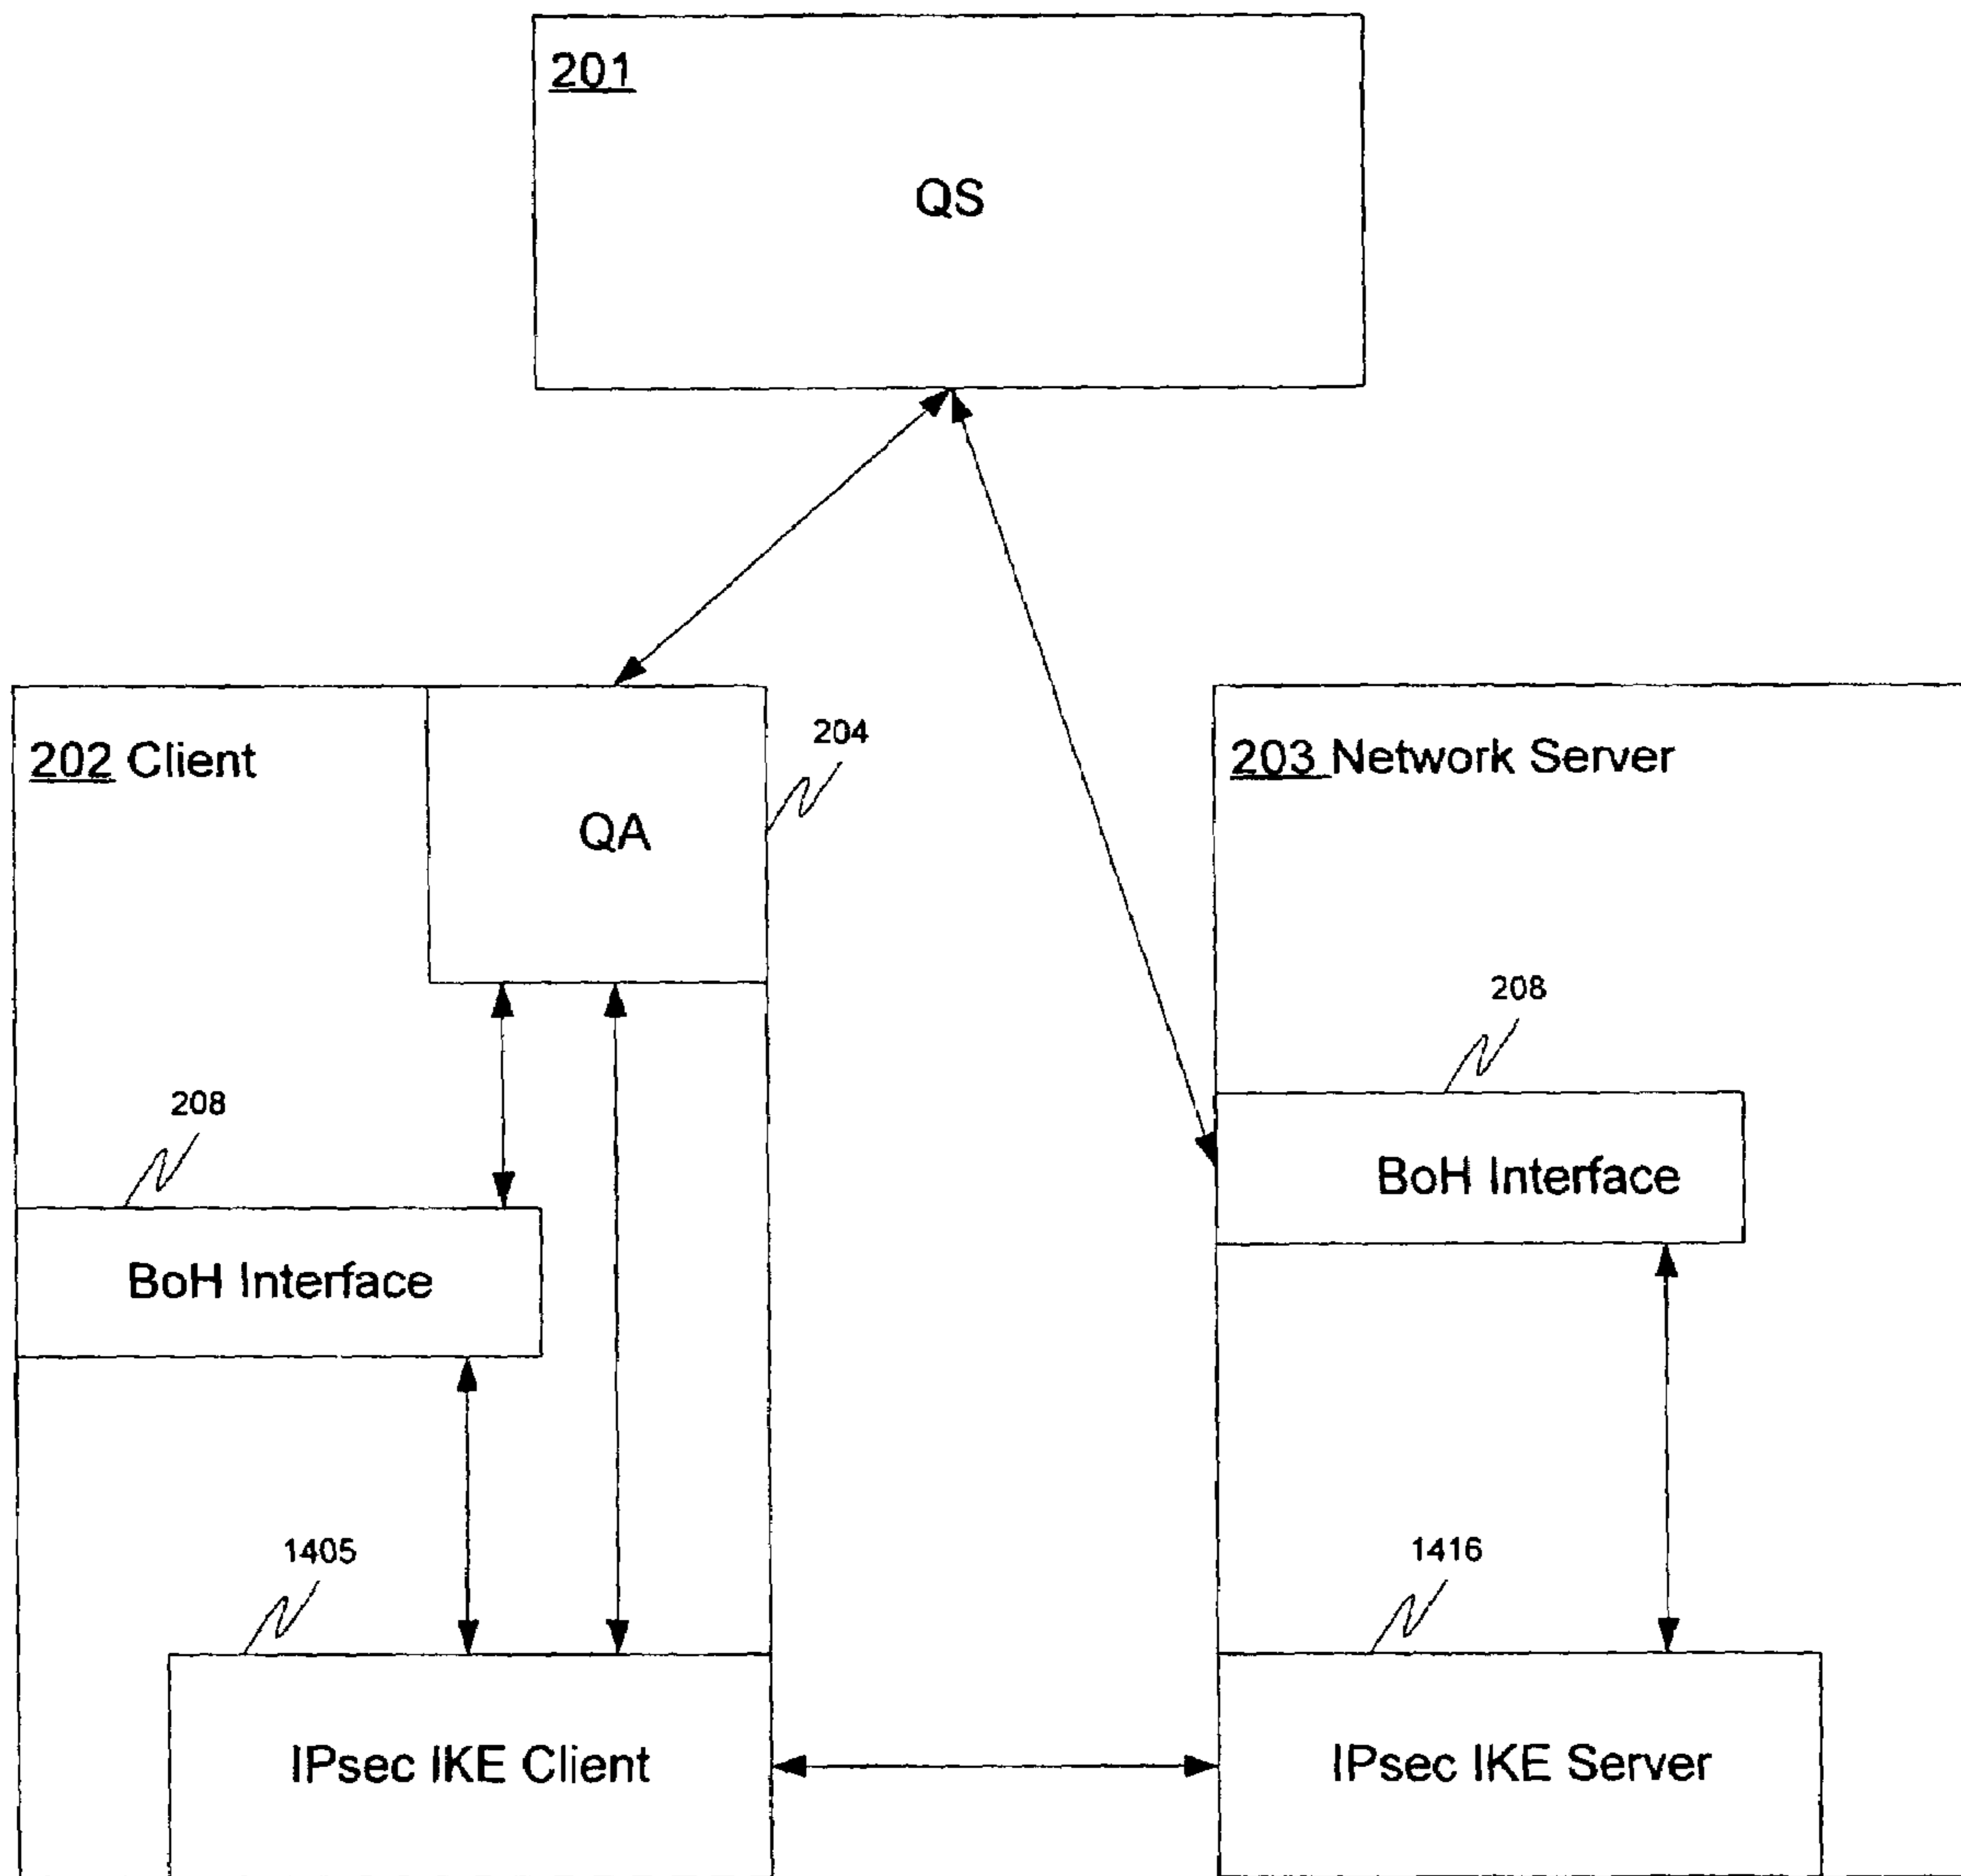 201
QS
202 Client
QA
204
203 Network Server
208
BoH Interface
208
BoH Interface
1405
IPsec IKE Client
1416
IPsec IKE Server